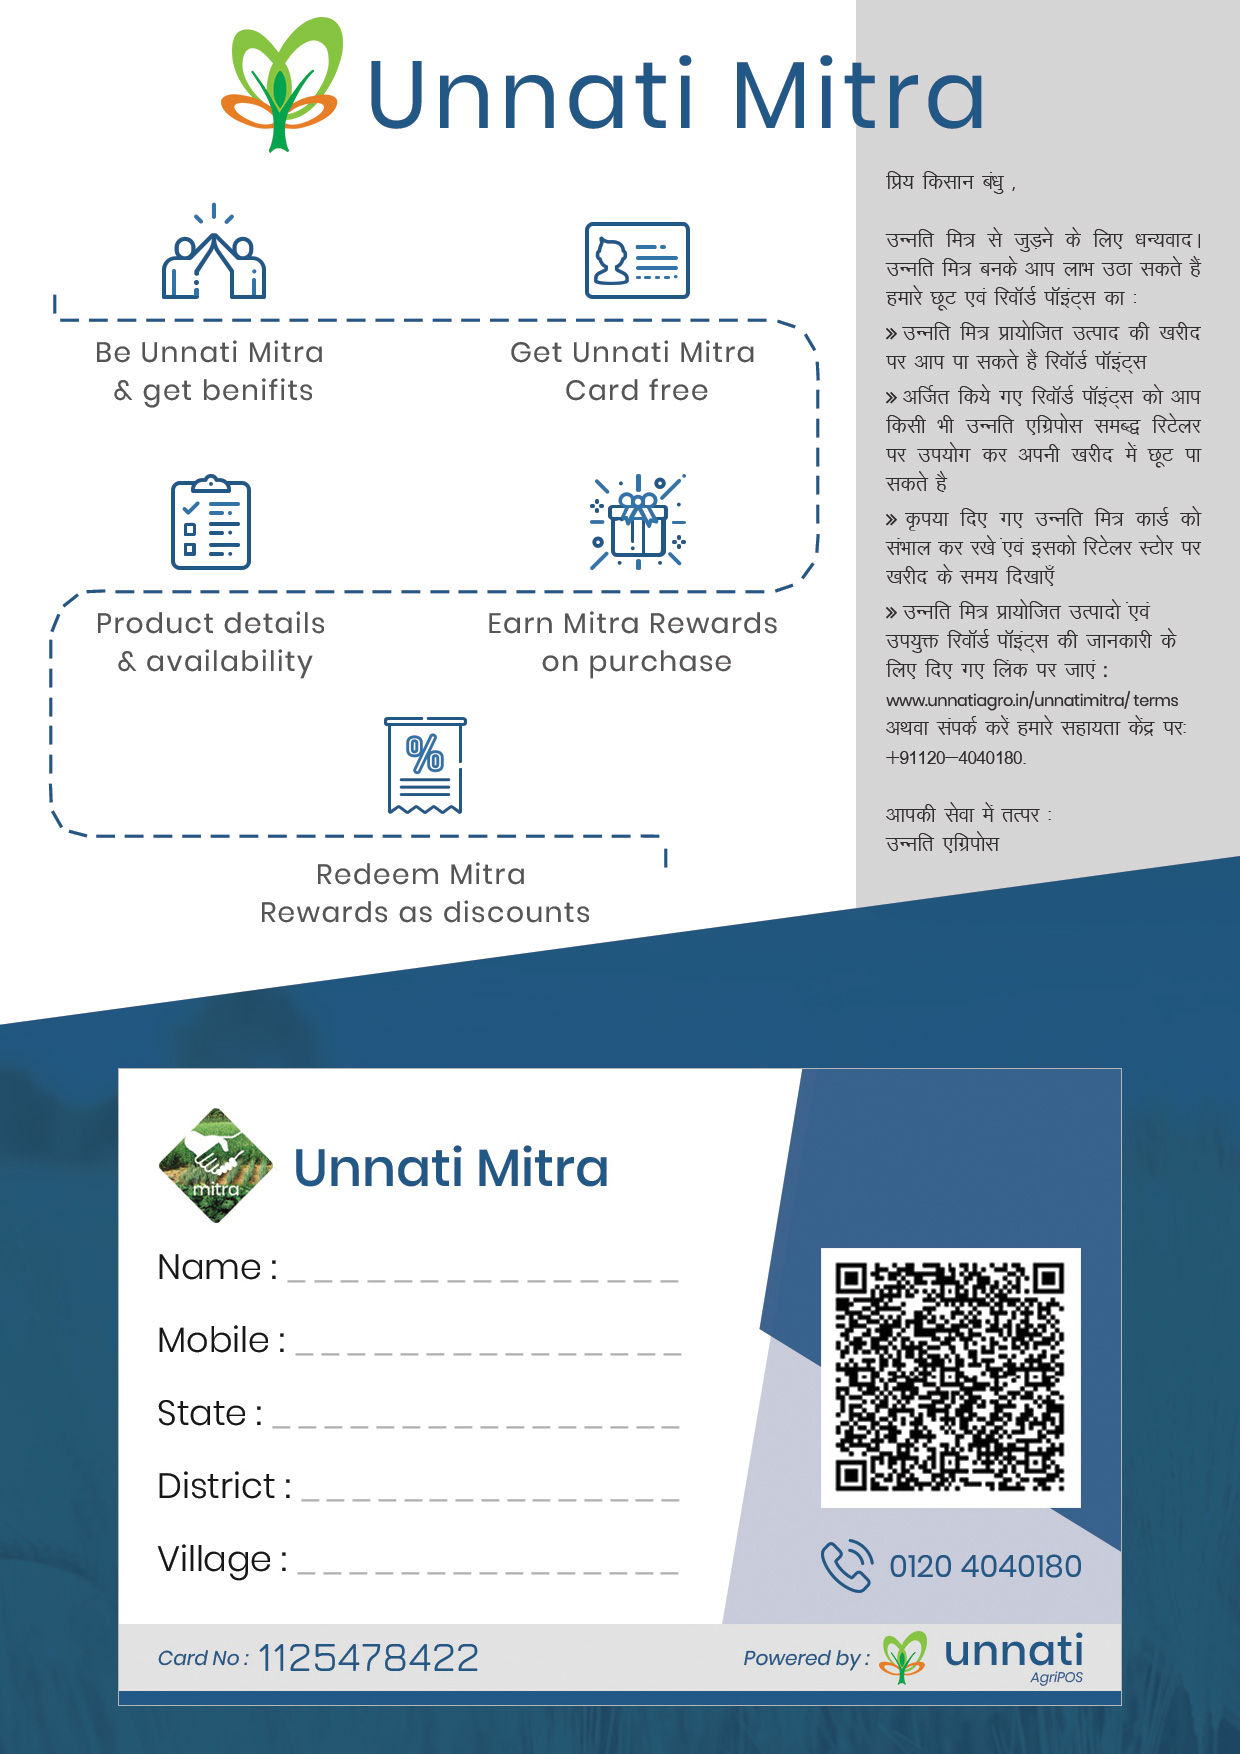 Unnati Mitra
Be Unnati Mitra
& get benifits
Get Unnati Mitra
Card free
Product details
& availability
Earn Mitra Rewards
on purchase
%
Redeem Mitra
Rewards as discounts
प्रिय किसान बंधु ,
उन्नति मित्र से जुड़ने के लिए धन्यवाद।
उन्नति मित्र बनके आप लाभ उठा सकते हैं
हमारे छूट एवं रिवॉर्ड पॉइंट्स का :
» उन्नति मित्र प्रायोजित उत्पाद की खरीद
पर आप पा सकते हैं रिवॉर्ड पॉइंट्स
» अर्जित किये गए रिवॉर्ड पॉइंट्स को आप
किसी भी उन्नति एग्रिपोस समब्द्ध रिटेलर
पर उपयोग कर अपनी खरीद में छूट पा
सकते है
» कृपया दिए गए उन्नति मित्र कार्ड को
संभाल कर रखे ंएवं इसको रिटेलर स्टोर पर
खरीद के समय दिखाएँ
» उन्नति मित्र प्रायोजित उत्पादो ंएवं
उपयुक्त रिवॉर्ड पॉइंट्स की जानकारी के
लिए दिए गए लिंक पर जाएं :
www.unnatiagro.in/unnatimitra/ terms
अथवा संपर्क करें हमारे सहायता केंद्र पर:
+91120–4040180.
आपकी सेवा में तत्पर :
उन्नति एग्रिपोस
mitra
Unnati Mitra
Name : _ _ _ _ _ _ _ _ _ _ _ _ _ _ _
Mobile : _ _ _ _ _ _ _ _ _ _ _ _ _ _ _
State : _ _ _ _ _ _ _ _ _ _ _ _ _ _ _ _
District : _ _ _ _ _ _ _ _ _ _ _ _ _ _ _
Village : _ _ _ _ _ _ _ _ _ _ _ _ _ _ _
0120 4040180
Card No : 1125478422
Powered by : unnati
AgriPOS